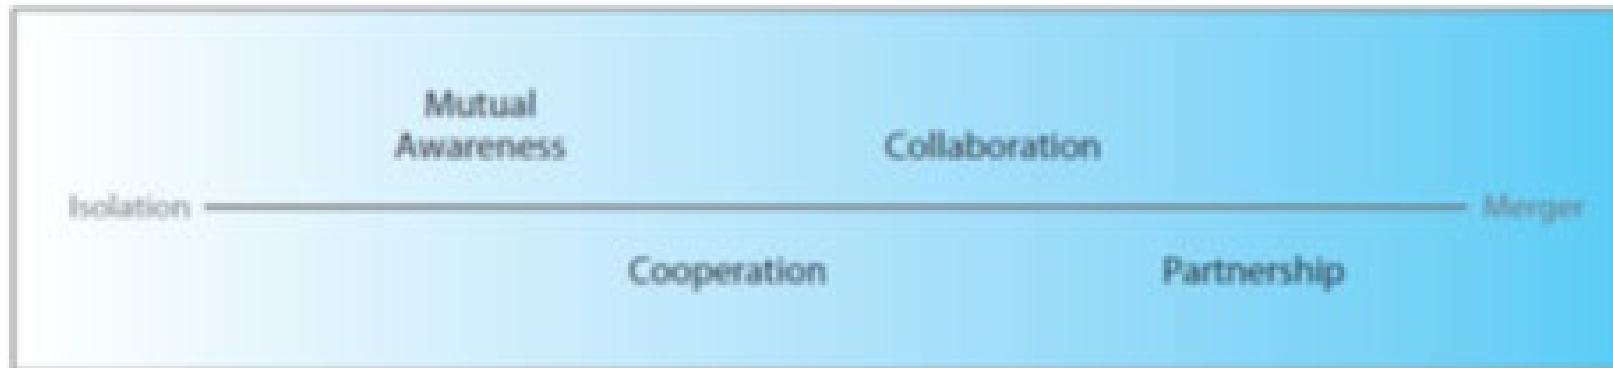 Mutual
Awareness
Collaboration
Isolation
Merger
Cooperation
Partnership